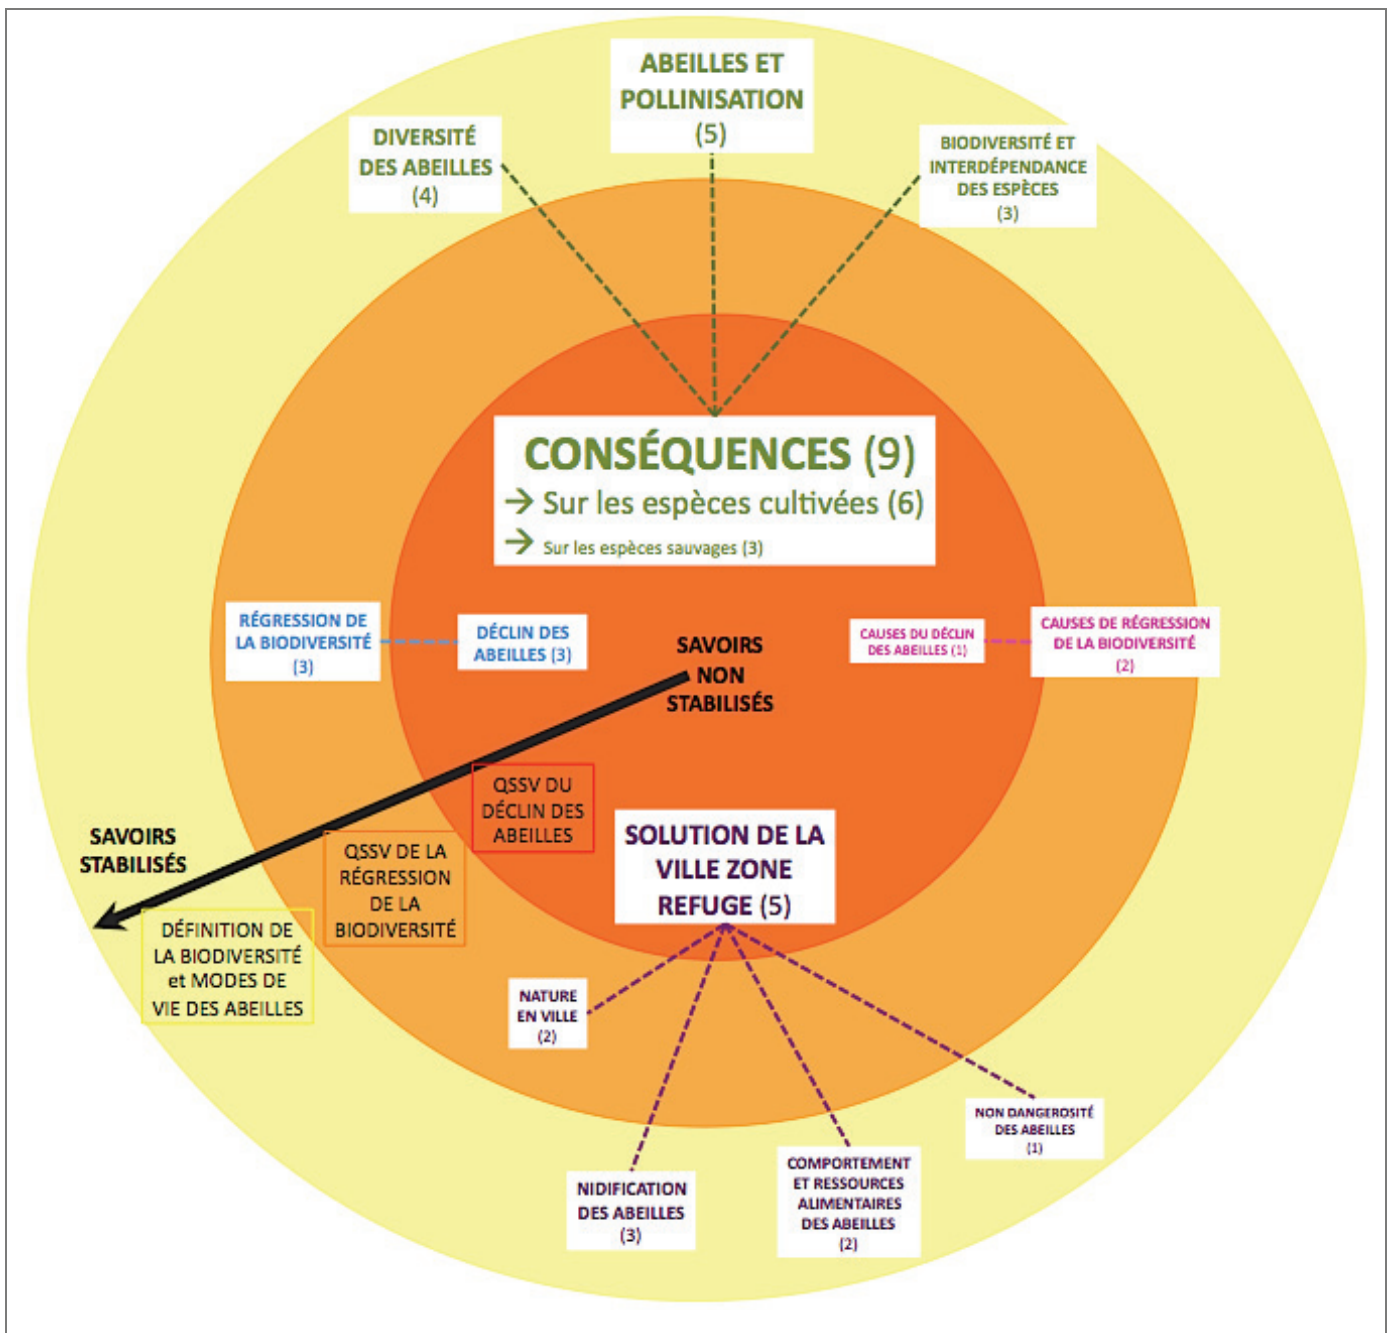 ABEILLES ET
POLLINISATION
(5)
DIVERSITÉ
DES ABEILLES
(4)
BIODIVERSITÉ ET
INTERDÉPENDANCE
DES ESPÈCES
(3)
CONSÉQUENCES (9)
→ Sur les espèces cultivées (6)
→ Sur les espèces sauvages (3)
RÉGRESSION DE
LA BIODIVERSITÉ
(3)
DÉCLIN DES
ABEILLES (3)
SAVOIRS
NON
STABILISÉS
CAUSES DU DÉCLIN
DES ABEILLES (1)
CAUSES DE RÉGRESSION
DE LA BIODIVERSITÉ
(2)
QSSV DU
DÉCLIN DES
ABEILLES
SAVOIRS
STABILISÉS
QSSV DE LA
RÉGRESSION
DE LA
BIODIVERSITÉ
SOLUTION DE LA
VILLE ZONE
REFUGE (5)
DÉFINITION DE
LA BIODIVERSITÉ
et MODES DE
VIE DES ABEILLES
NATURE
EN VILLE
(2)
NON DANGEROSITÉ
DES ABEILLES
(1)
NIDIFICATION
DES ABEILLES
(3)
COMPORTEMENT
ET RESSOURCES
ALIMENTAIRES
DES ABEILLES
(2)